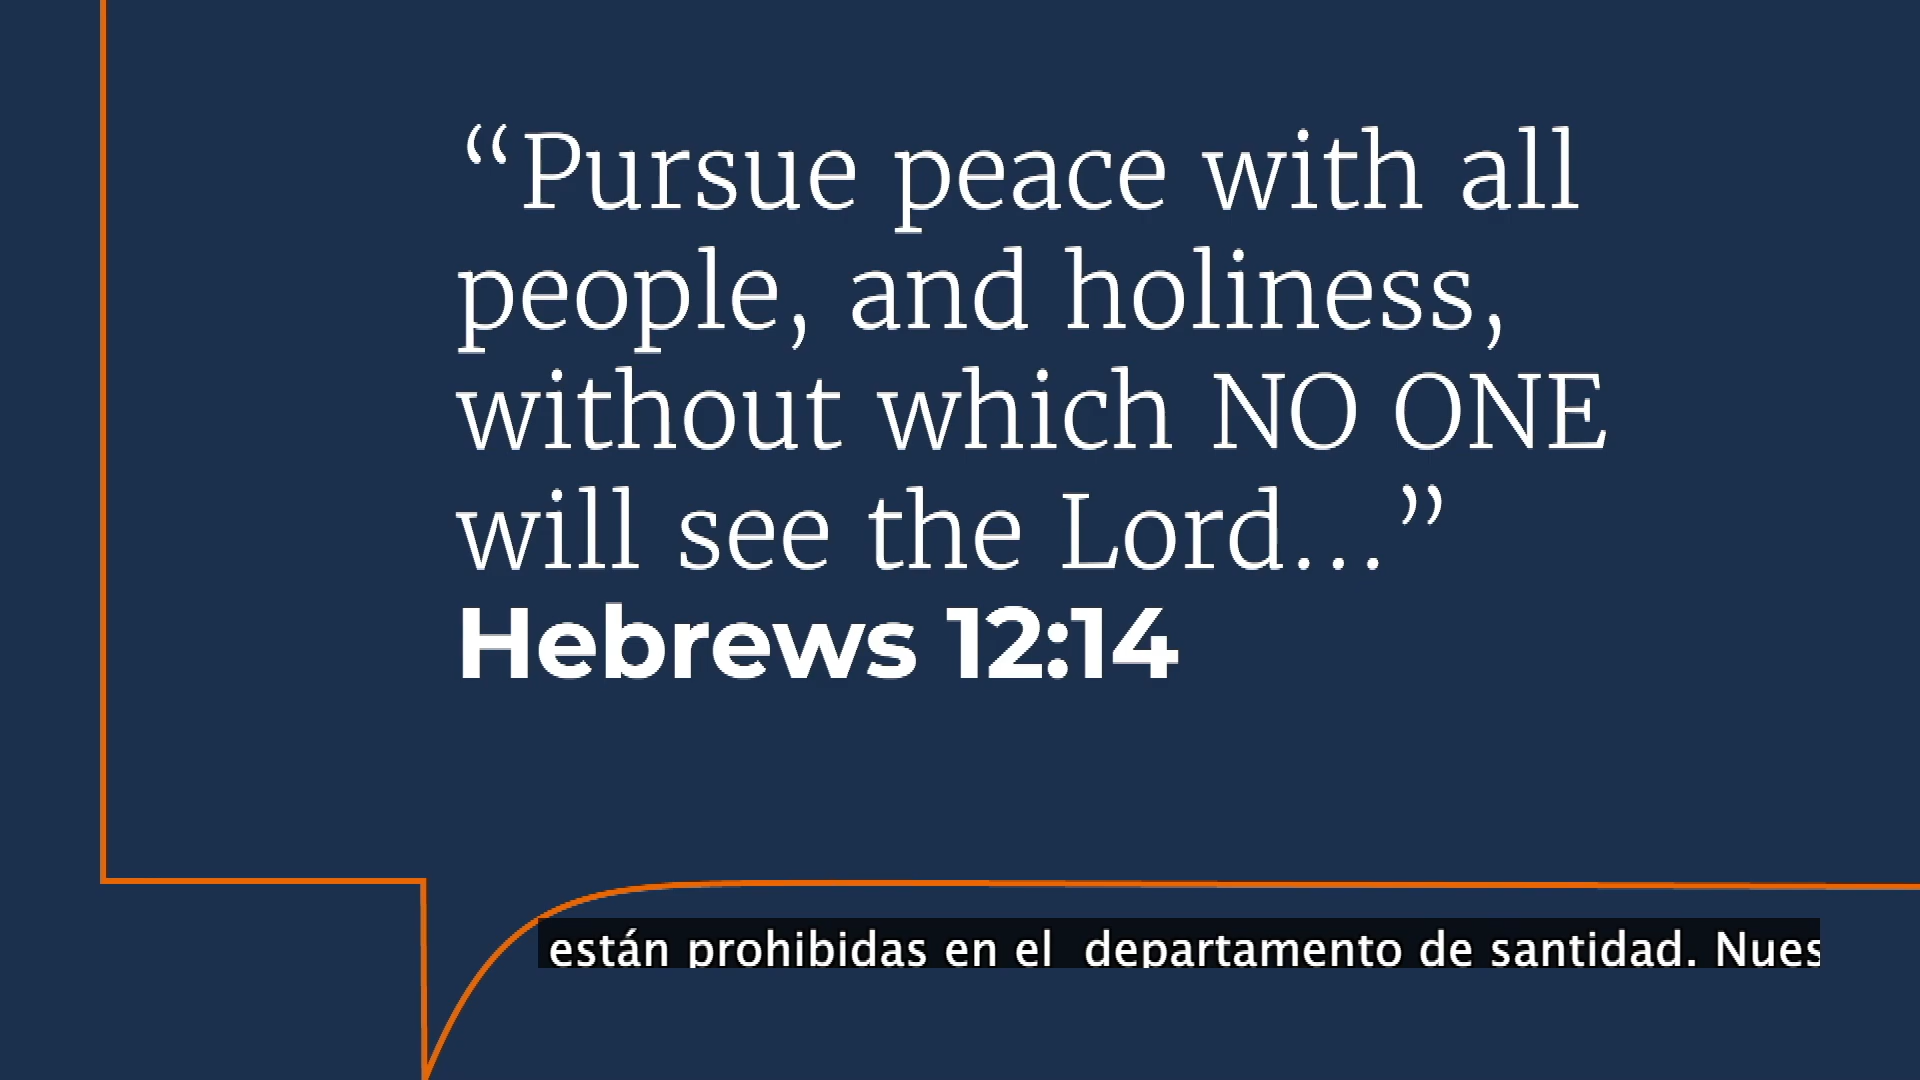 “Pursue peace with all
people, and holiness,
without which NO ONE
will see the Lord...”
Hebrews 12:14
están prohibidas en el departamento de santidad.